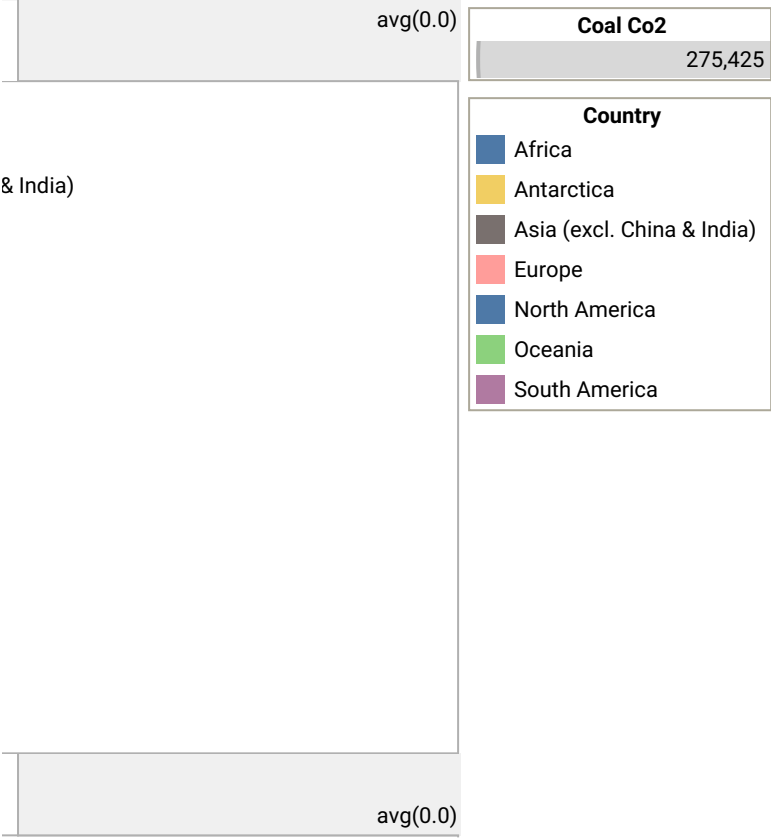 avg(0.0)
Coal Co2
275,425
Country
Africa
Antarctica
& India)
Asia (excl. China & India)
Europe
North America
Oceania
South America
avg(0.0)